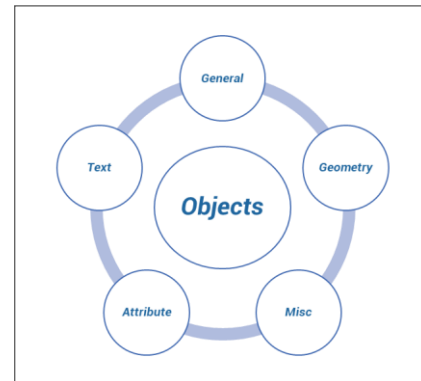 General
Text
Geometry
Objects
Attribute
Misc